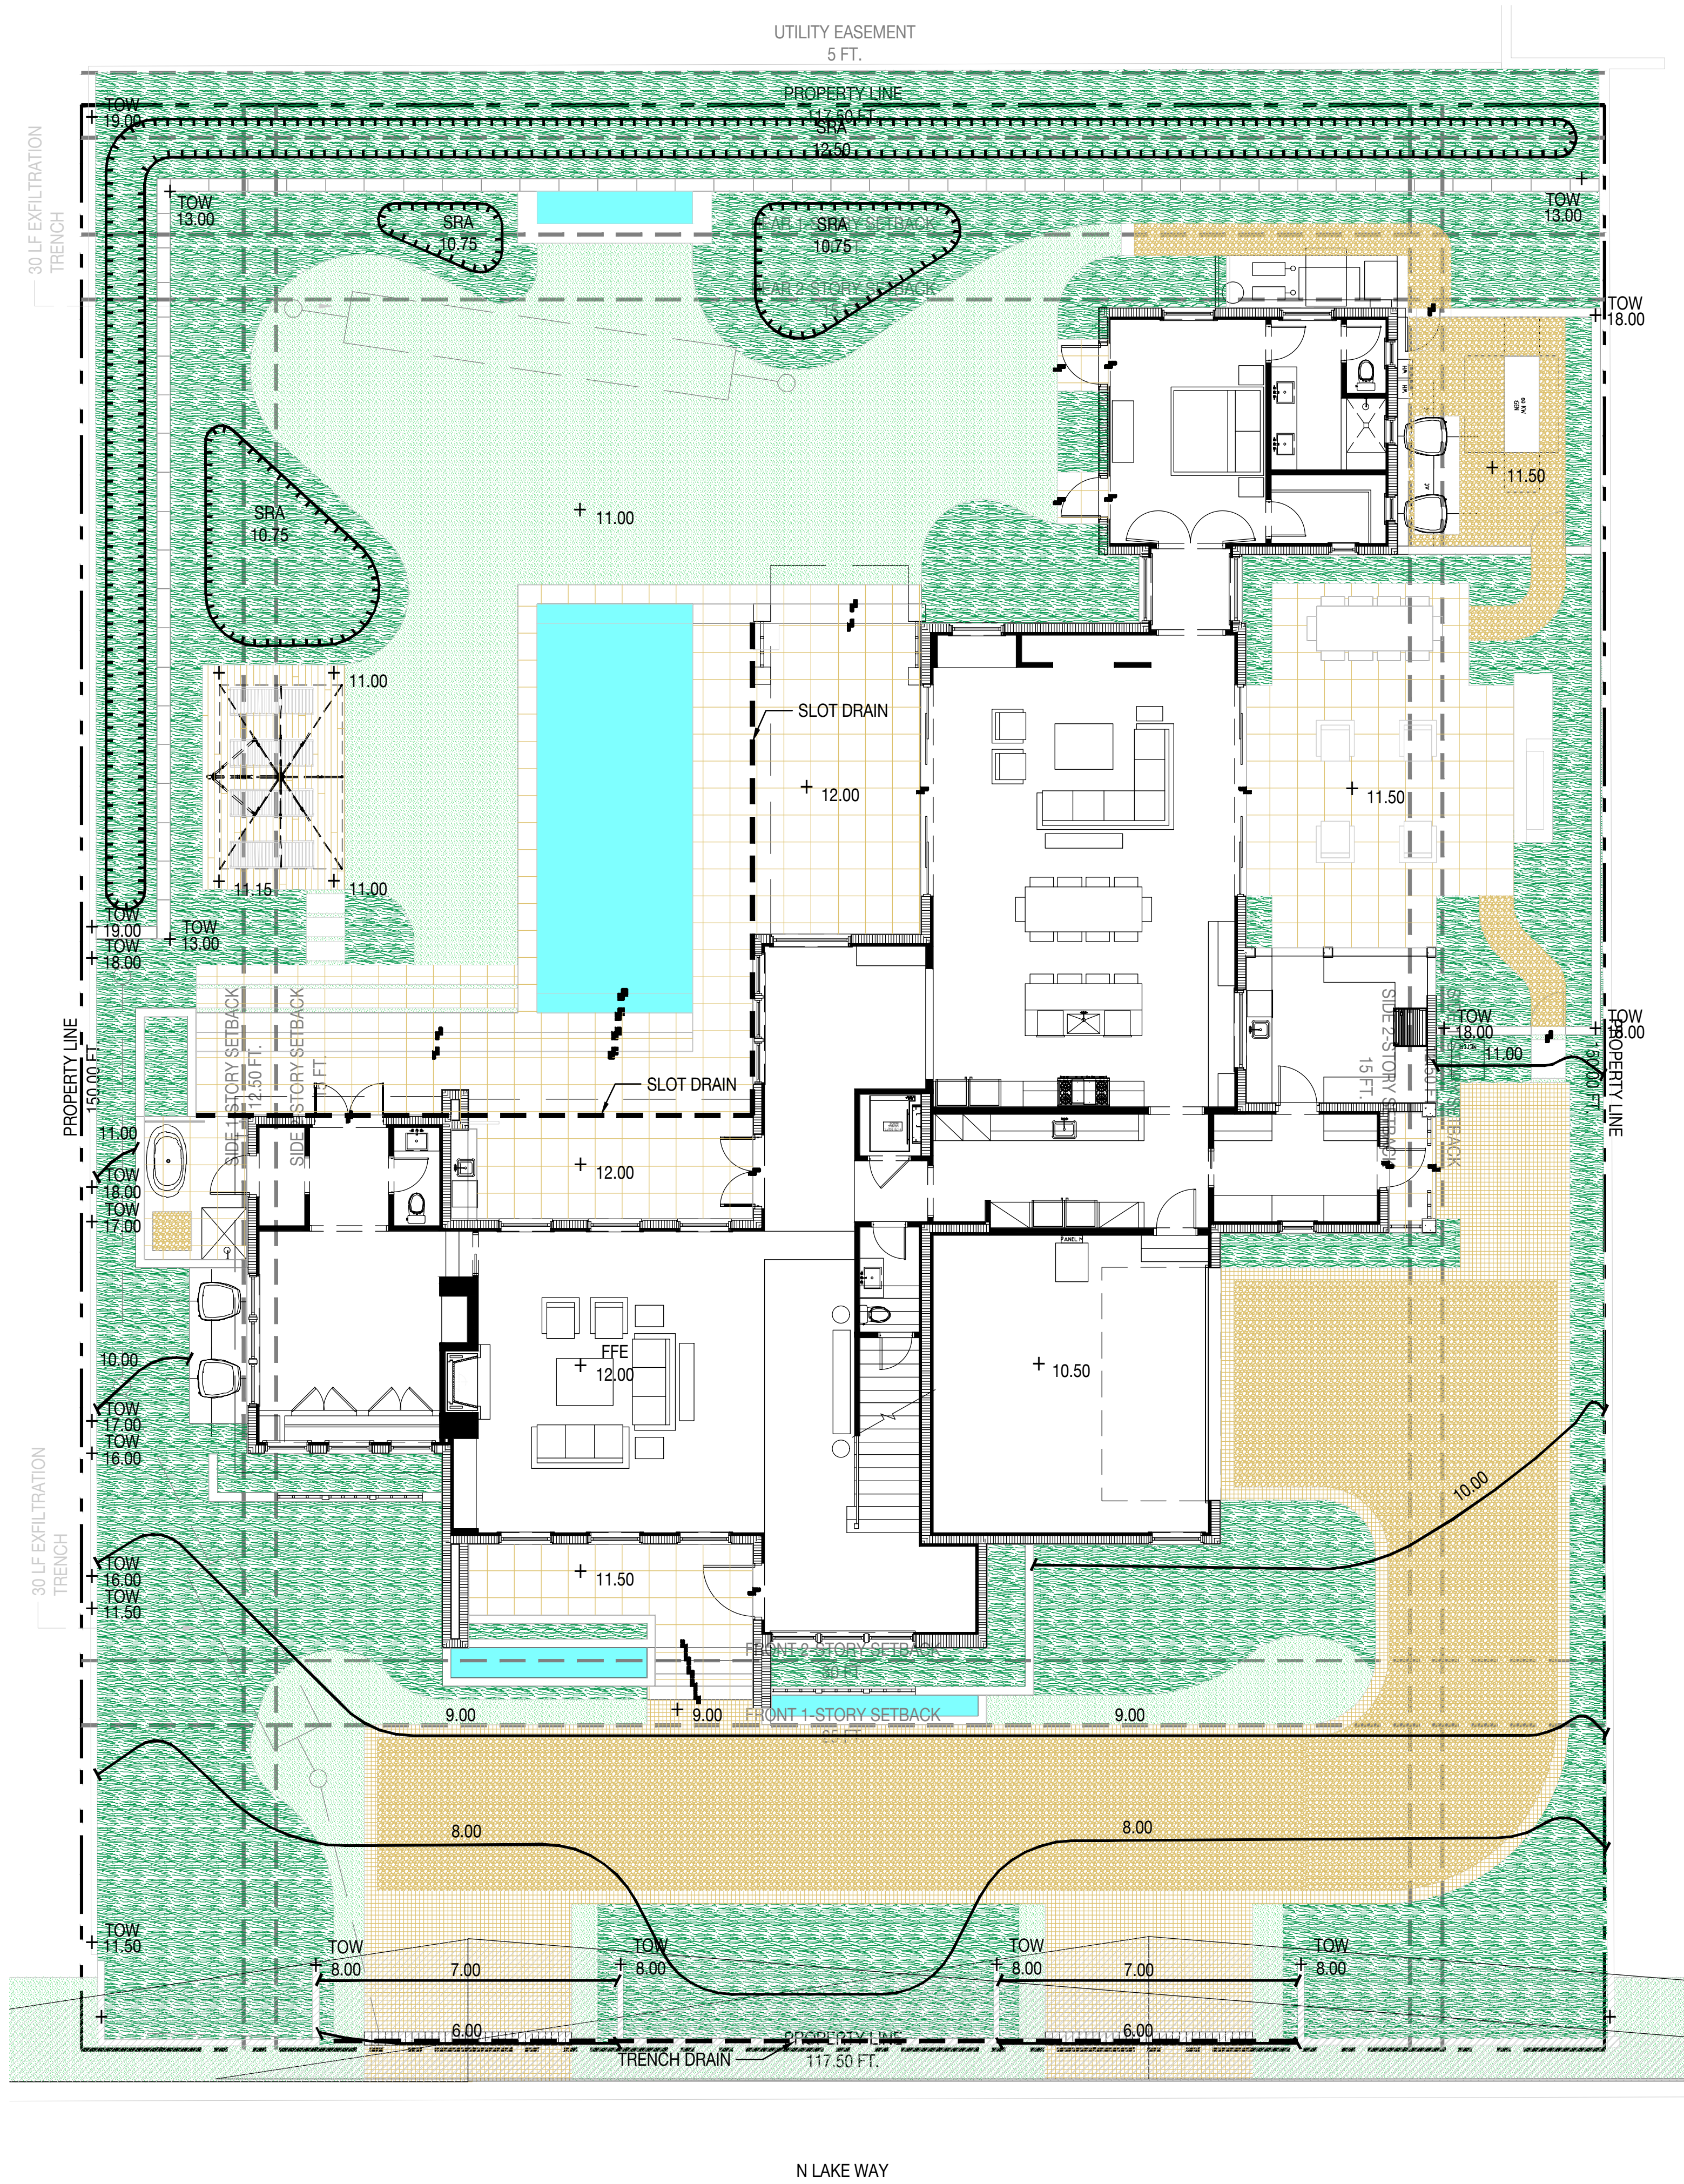 UTILITY EASEMENT
5 FT.
PROPERTY LINE
117.50 FT.
TOW
19.00
SRA
12.50
30 LF EXFILTRATION
TRENCH
TOW
13.00
TOW
13.00
SRA
10.75
REAR 1-STORY SETBACK
SRA
10.75
REAR 2-STORY SETBACK
TOW
18.00
60 KW
GEN
11.50
SRA
10.75
11.00
11.00
SLOT DRAIN
12.00
11.50
11.15
11.00
TOW
19.00
TOW
18.00
TOW
13.00
PROPERTY LINE
150.00 FT.
SIDE 1-STORY SETBACK
12.50 FT.
SIDE 2-STORY SETBACK
15 FT.
SLOT DRAIN
SIDE 2-STORY SETBACK
15 FT.
TOW
18.00
TOW
18.00
11.00
PROPERTY LINE
150.00 FT.
11.00
TOW
18.00
TOW
17.00
12.00
PANEL H
FFE
12.00
10.50
10.00
TOW
17.00
TOW
16.00
10.00
30 LF EXFILTRATION
TRENCH
TOW
16.00
TOW
11.50
11.50
FRONT 2-STORY SETBACK
30 FT
9.00
9.00
FRONT 1-STORY SETBACK
25 FT
9.00
8.00
8.00
TOW
11.50
TOW
8.00
7.00
TOW
8.00
TOW
8.00
7.00
TOW
8.00
6.00
6.00
PROPERTY LINE
117.50 FT.
TRENCH DRAIN
N LAKE WAY